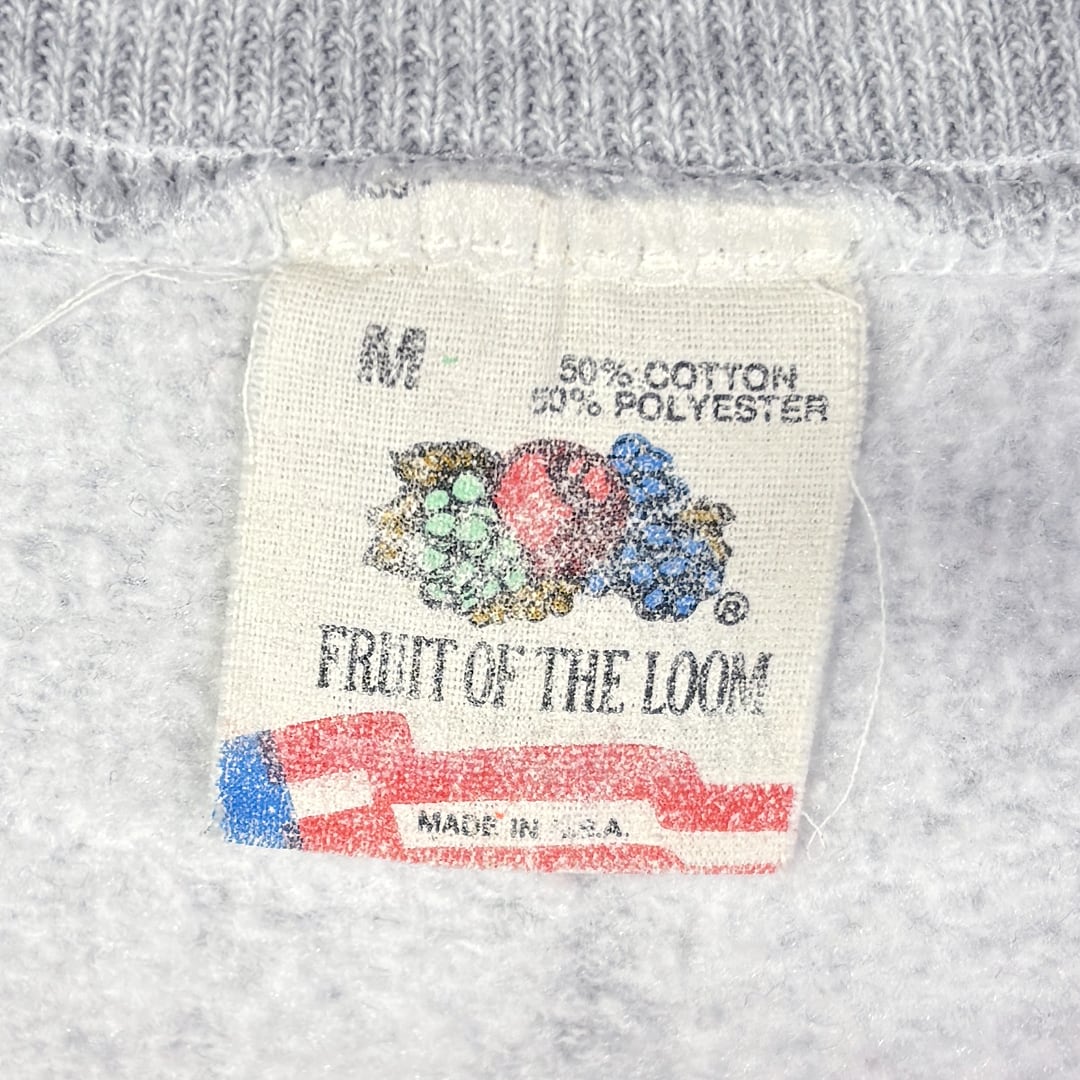 M
50% COTTON
50% POLYESTER
®
FRUIT OF THE LOOM
MADE IN U.S.A.